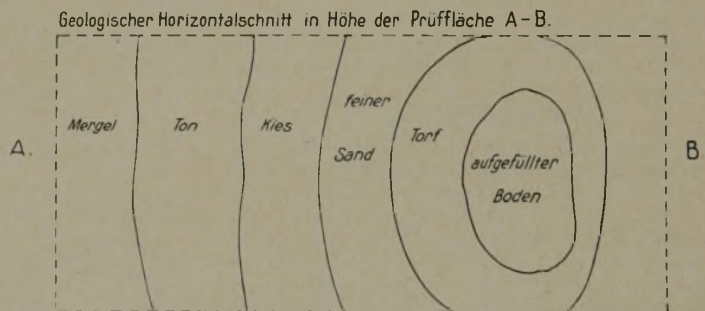 Geologischer Horizontalschnitt in Höhe der Prüffläche A-B.
A.
Mergel
Ton
Kies
feiner
Sand
Torf
aufgefüllter
Boden
B